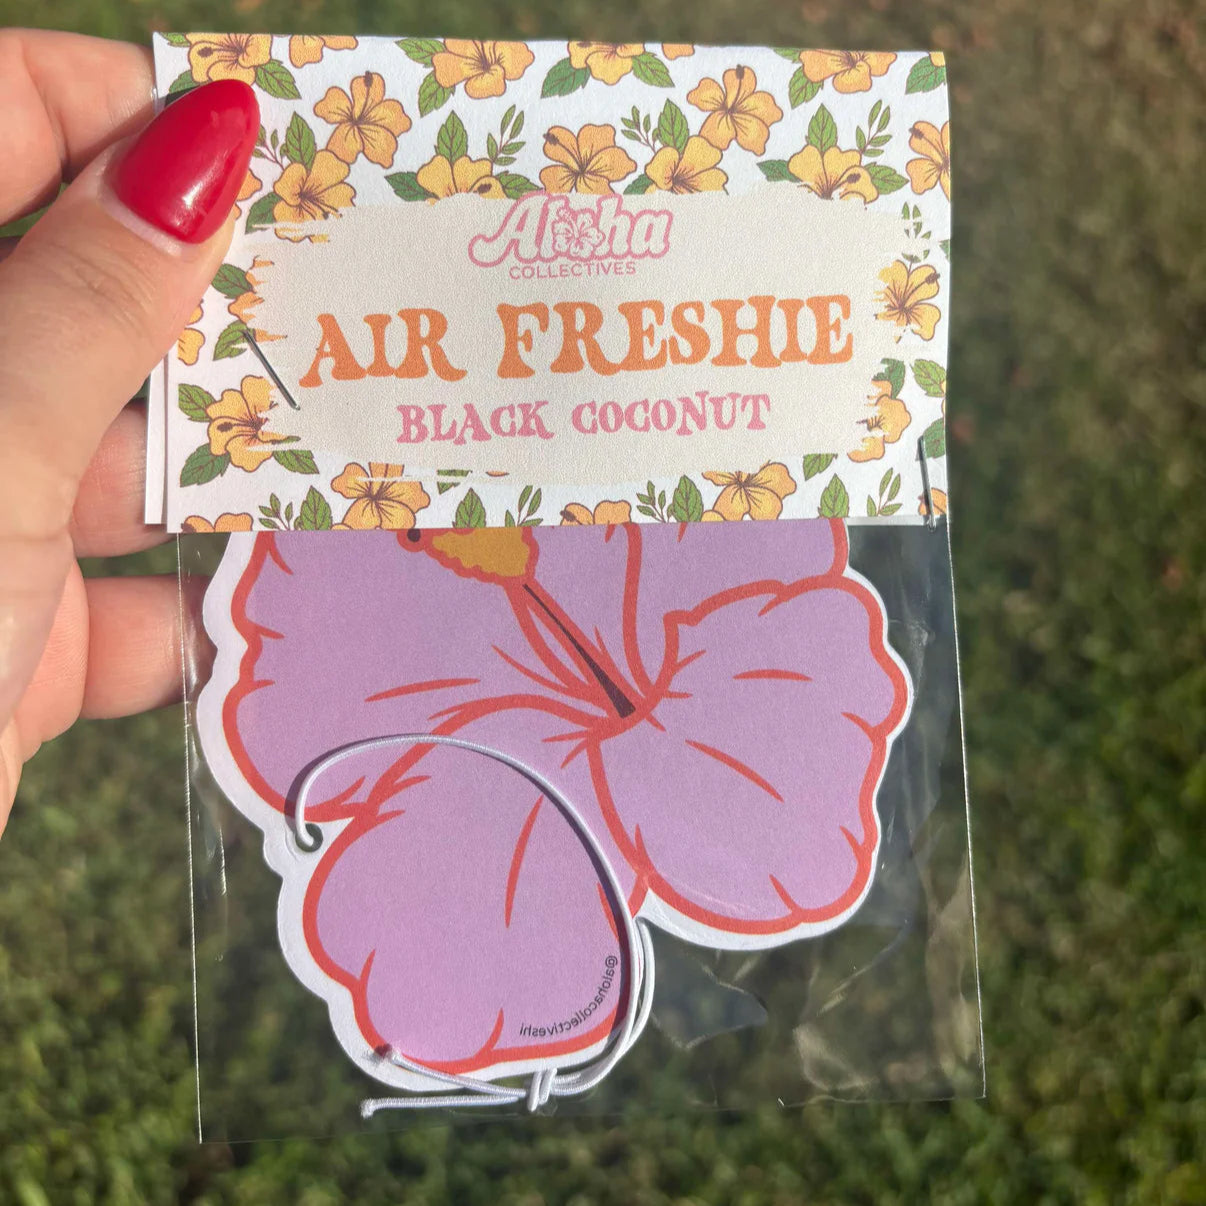 Aloha
COLLECTIVES
AIR FRESHIE
BLACK COCONUT
@alohacollectiveshi